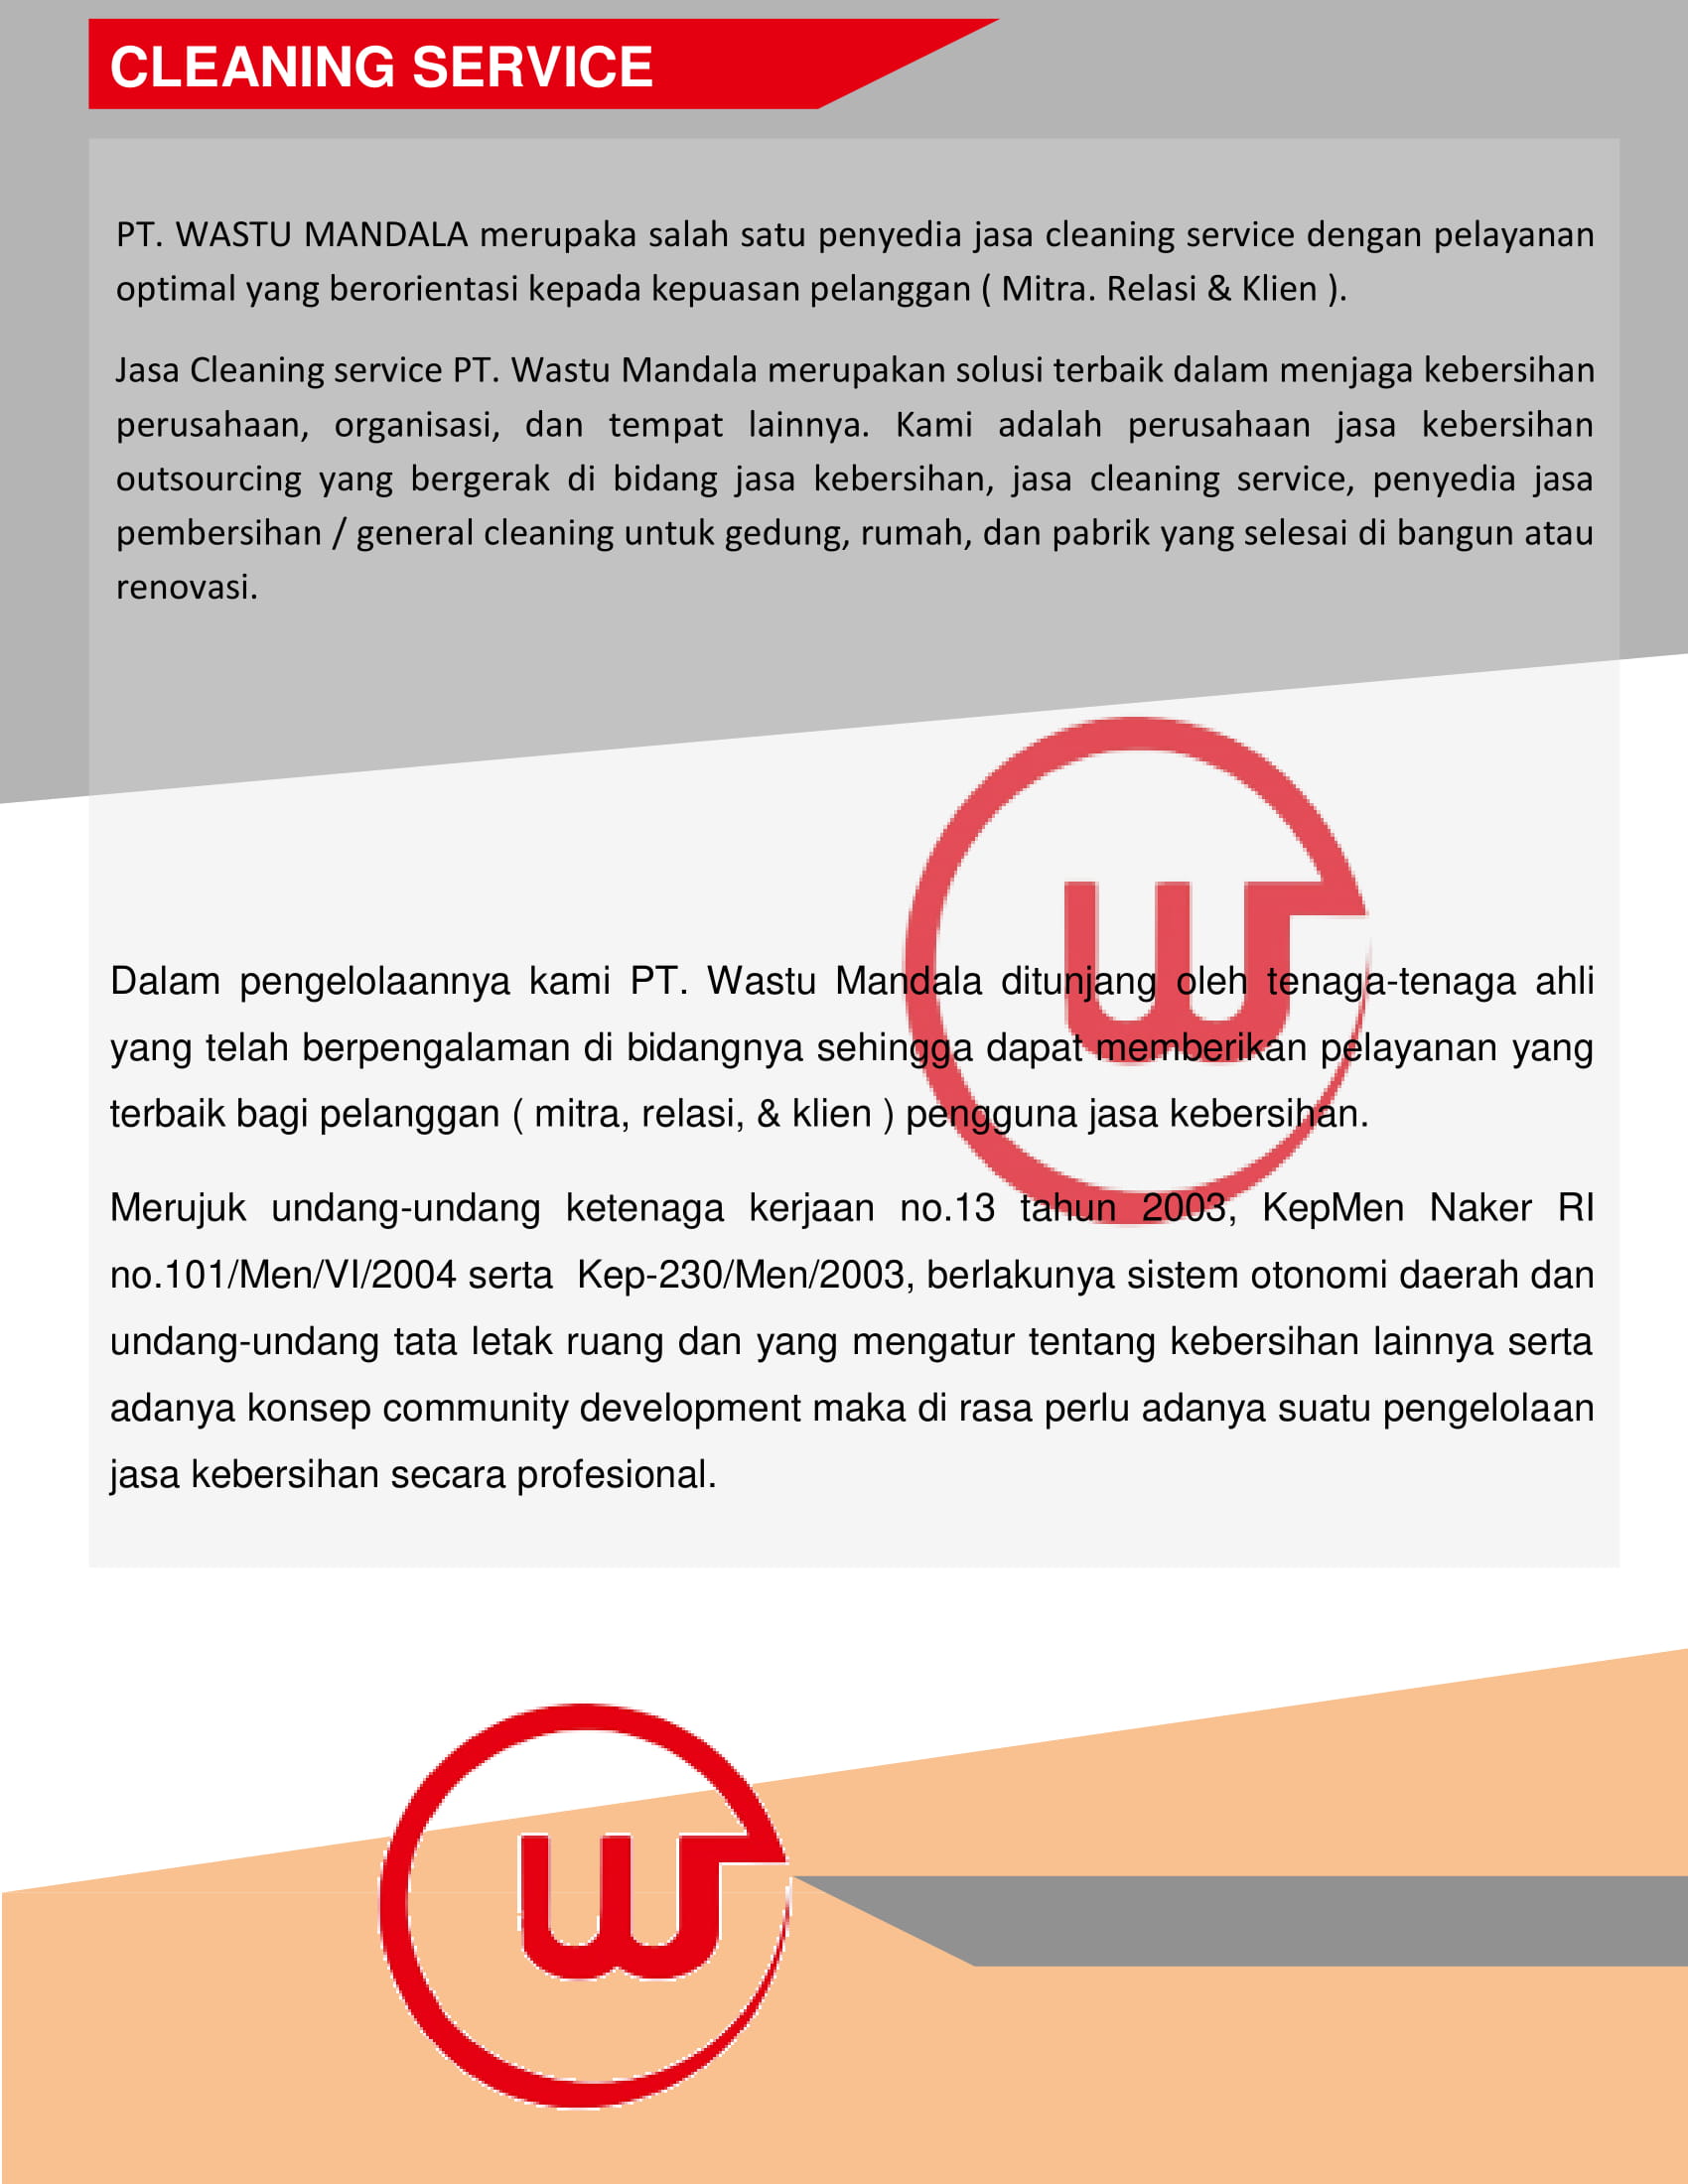 CLEANING SERVICE
PT. WASTU MANDALA merupaka salah satu penyedia jasa cleaning service dengan pelayanan
optimal yang berorientasi kepada kepuasan pelanggan ( Mitra. Relasi & Klien ).
Jasa Cleaning service PT. Wastu Mandala merupakan solusi terbaik dalam menjaga kebersihan
perusahaan, organisasi, dan tempat lainnya. Kami adalah perusahaan jasa kebersihan
outsourcing yang bergerak di bidang jasa kebersihan, jasa cleaning service, penyedia jasa
pembersihan / general cleaning untuk gedung, rumah, dan pabrik yang selesai di bangun atau
renovasi.
Dalam pengelolaannya kami PT. Wastu Mandala ditunjang oleh tenaga-tenaga ahli
yang telah berpengalaman di bidangnya sehingga dapat memberikan pelayanan yang
terbaik bagi pelanggan ( mitra, relasi, & klien ) pengguna jasa kebersihan.
Merujuk undang-undang ketenaga kerjaan no.13 tahun 2003, KepMen Naker RI
no.101/Men/VI/2004 serta  Kep-230/Men/2003, berlakunya sistem otonomi daerah dan
undang-undang tata letak ruang dan yang mengatur tentang kebersihan lainnya serta
adanya konsep community development maka di rasa perlu adanya suatu pengelolaan
jasa kebersihan secara profesional.